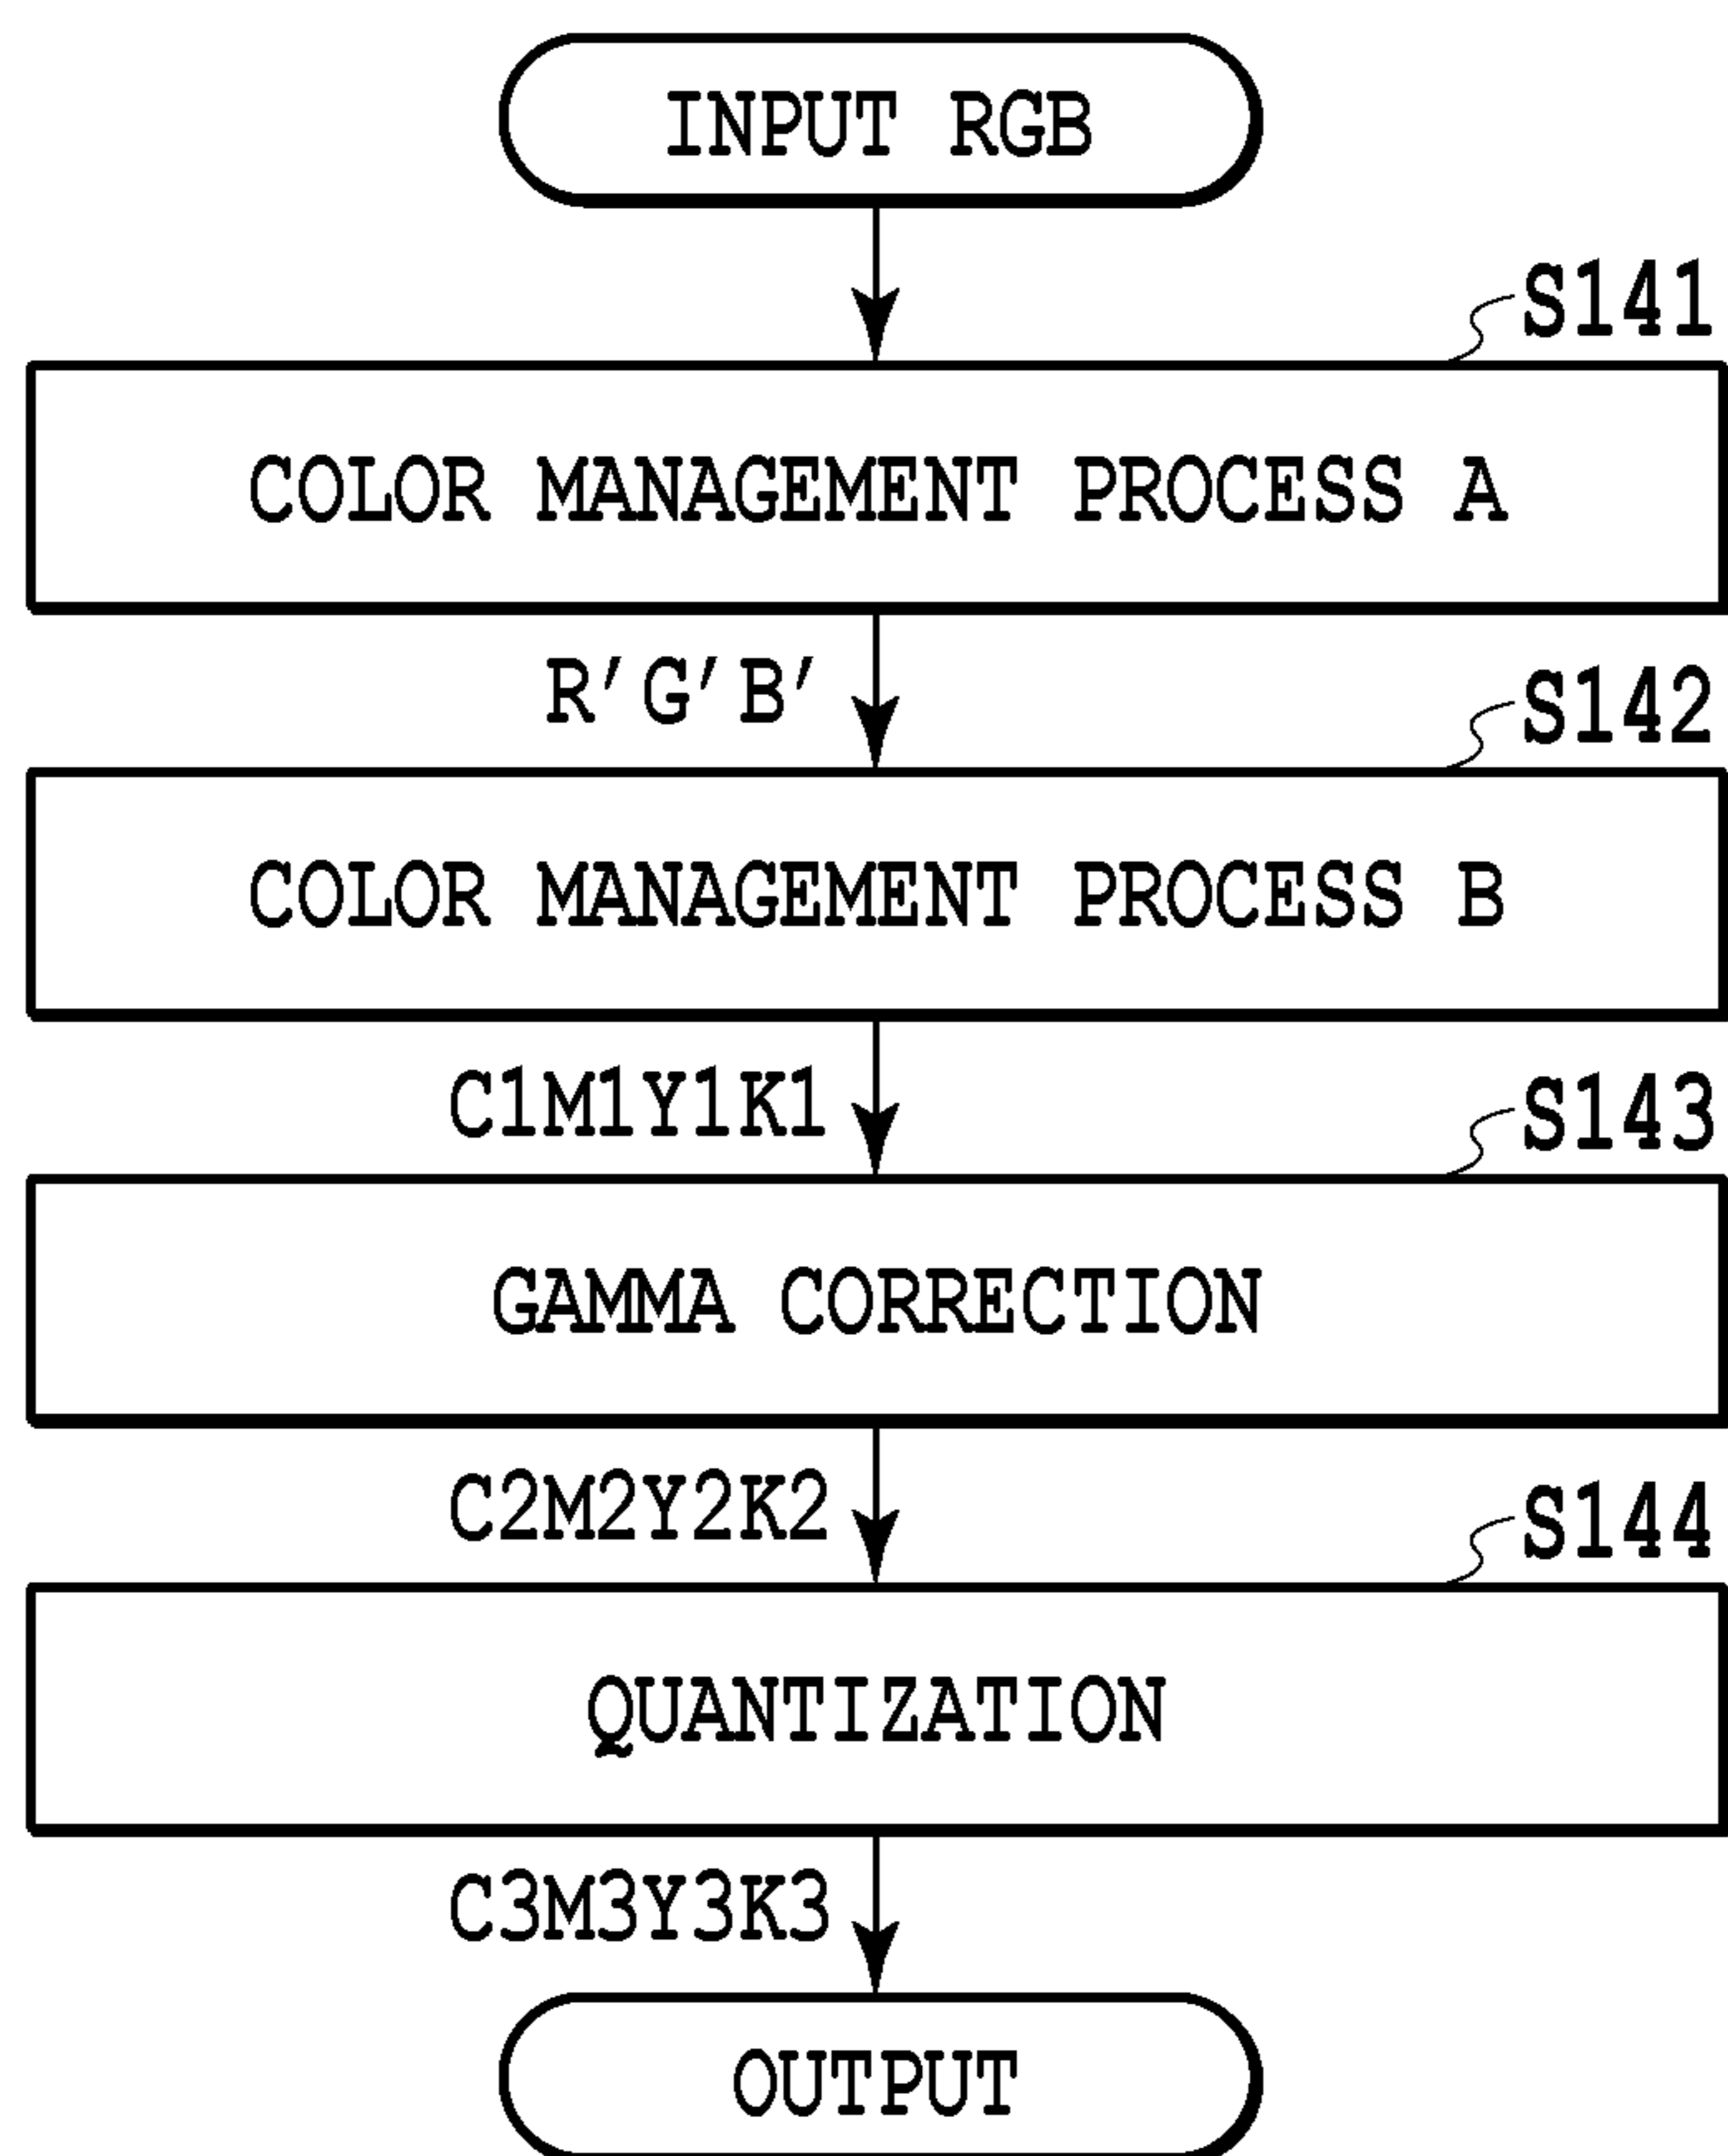 INPUT RGB
S141
COLOR MANAGEMENT PROCESS A
R'G'B'
S142
COLOR MANAGEMENT PROCESS B
C1M1Y1K1
S143
GAMMA CORRECTION
C2M2Y2K2
S144
QUANTIZATION
C3M3Y3K3
OUTPUT